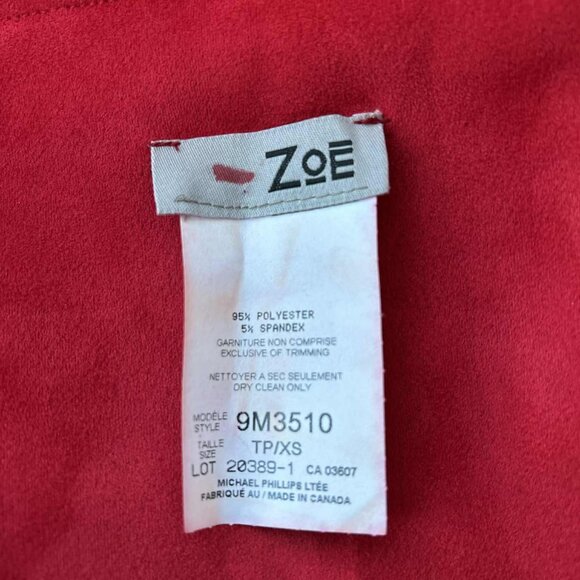 ZOE
95% POLYESTER
5% SPANDEX
GARNITURE NON COMPRISE
EXCLUSIVE OF TRIMMING
NETTOYER A SEC SEULEMENT
DRY CLEAN ONLY
MODÈLE
STYLE 9M3510
TAILLE
SIZE TP/XS
LOT 20389-1 CA 03607
MICHAEL PHILLIPS LTÉE
FABRIQUÉ AU / MADE IN CANADA